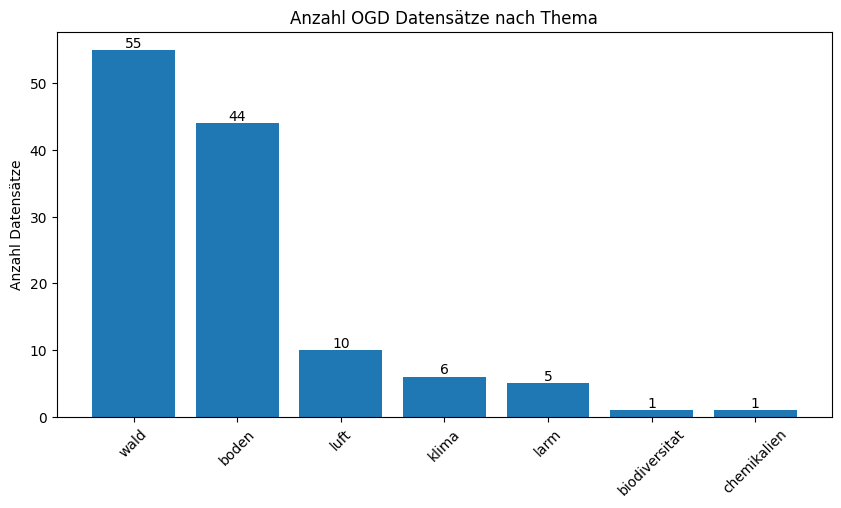 Anzahl OGD Datensätze nach Thema
Anzahl Datensätze
50
40
30
20
10
0
55
44
10
6
5
1
1
wald
boden
luft
klima
larm
biodiversitat
chemikalien